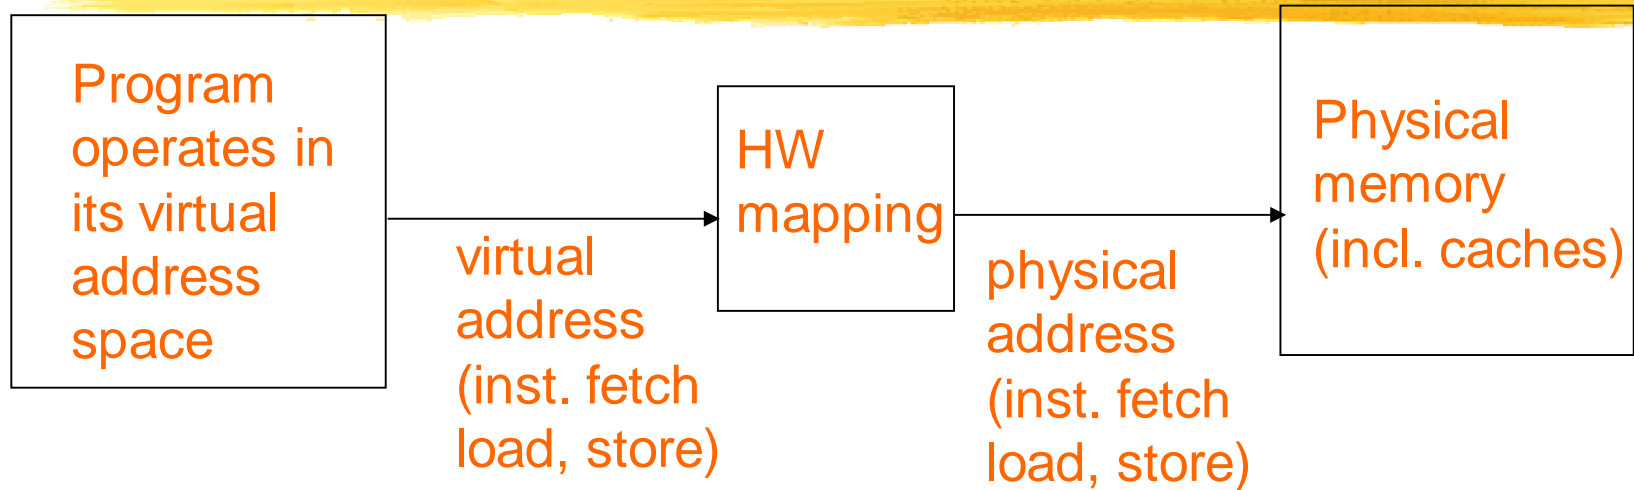 Program
operates in
its virtual
address
space
virtual
address
(inst. fetch
load, store)
HW
mapping
physical
address
(inst. fetch
load, store)
Physical
memory
(incl. caches)